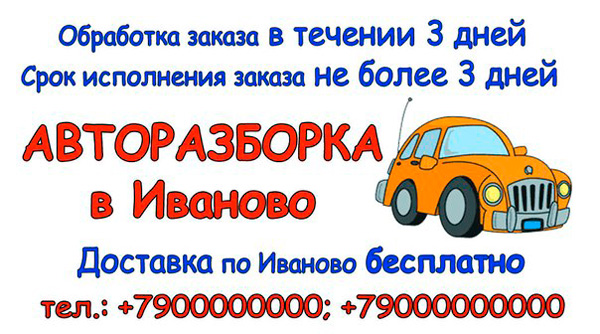 Обработка заказа в течении 3 дней
Срок исполнения заказа не более 3 дней
АВТОРАЗБОРКА
в Иваново
Доставка по Иваново бесплатно
тел.: +7900000000; +79000000000